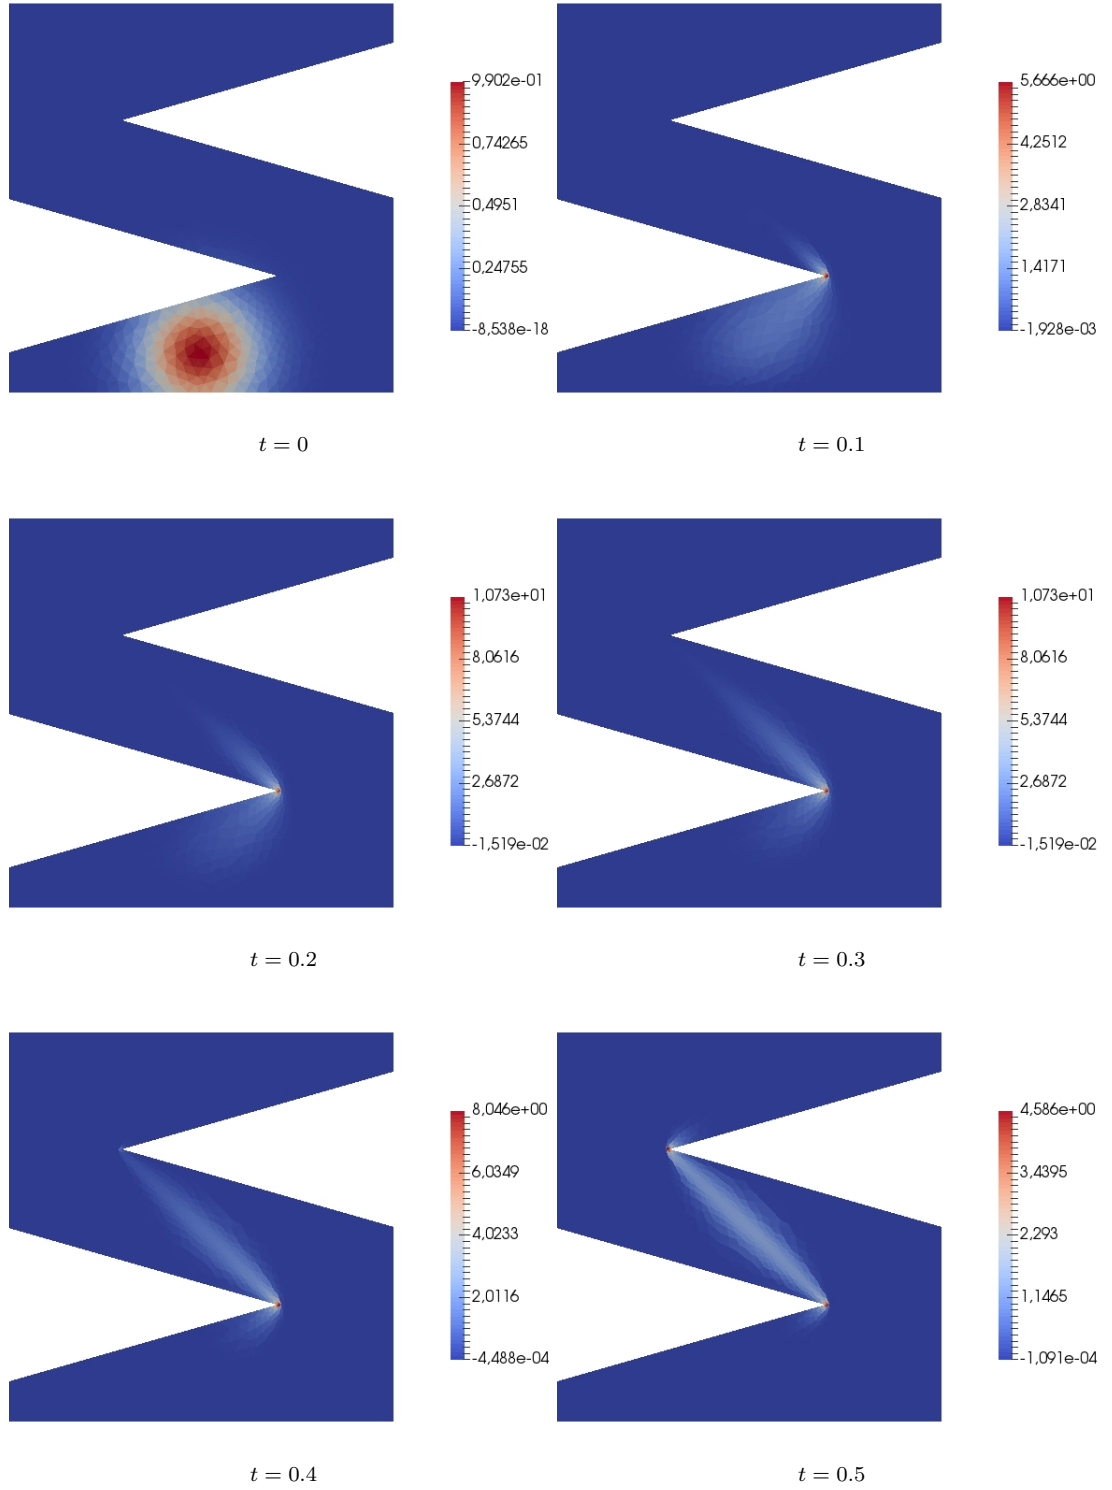 9,902e-01
0,74265
0,4951
0,24755
-8,538e-18
5,666e+00
4,2512
2,8341
1,4171
-1,928e-03
t = 0
t = 0.1
1,073e+01
8,0616
5,3744
2,6872
-1,519e-02
1,073e+01
8,0616
5,3744
2,6872
-1,519e-02
t = 0.2
t = 0.3
8,046e+00
6,0349
4,0233
2,0116
-4,488e-04
4,586e+00
3,4395
2,293
1,1465
-1,091e-04
t = 0.4
t = 0.5